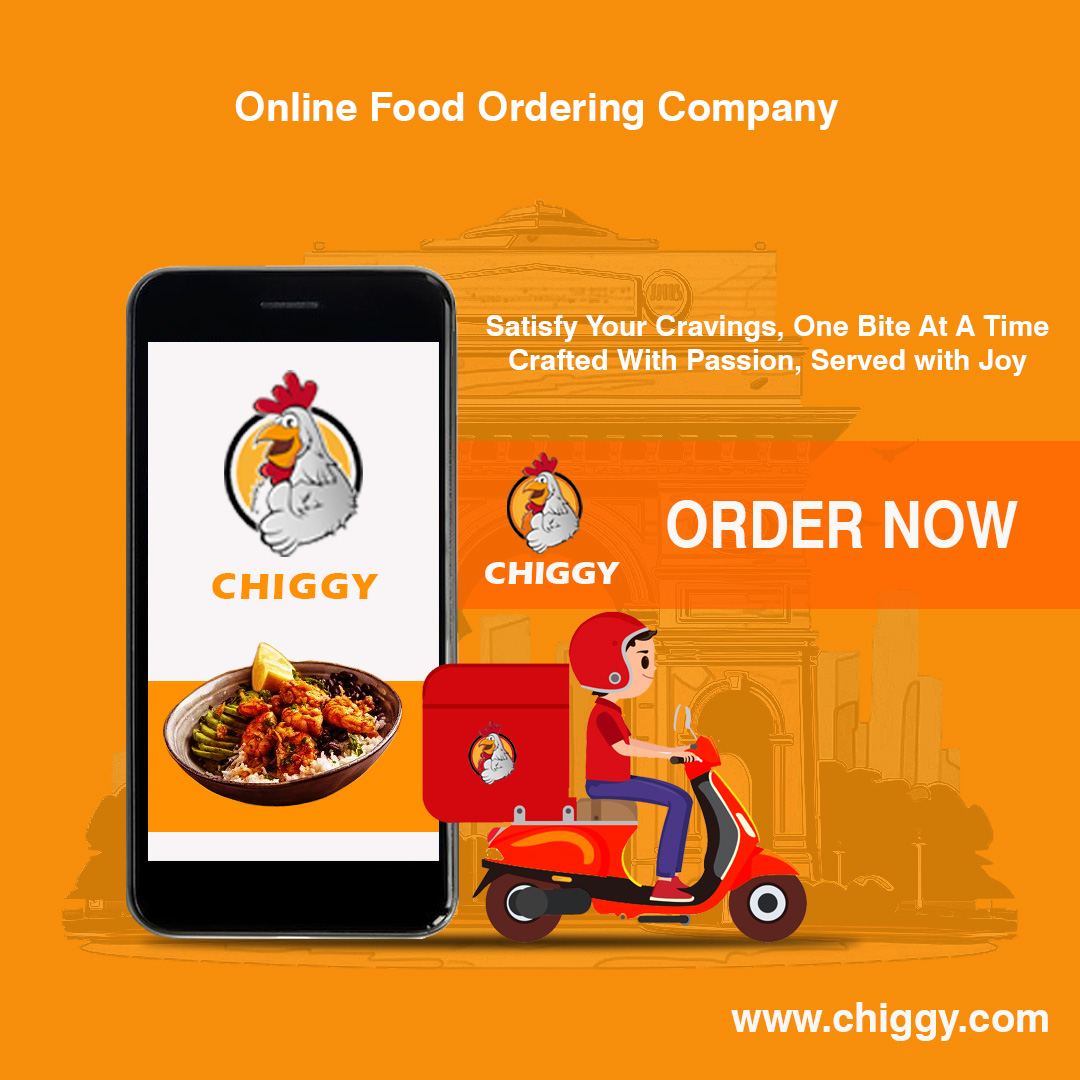 Online Food Ordering Company
Satisfy Your Cravings, One Bite At A Time
Crafted With Passion, Served with Joy
CHIGGY
ORDER NOW
CHIGGY
www.chiggy.com